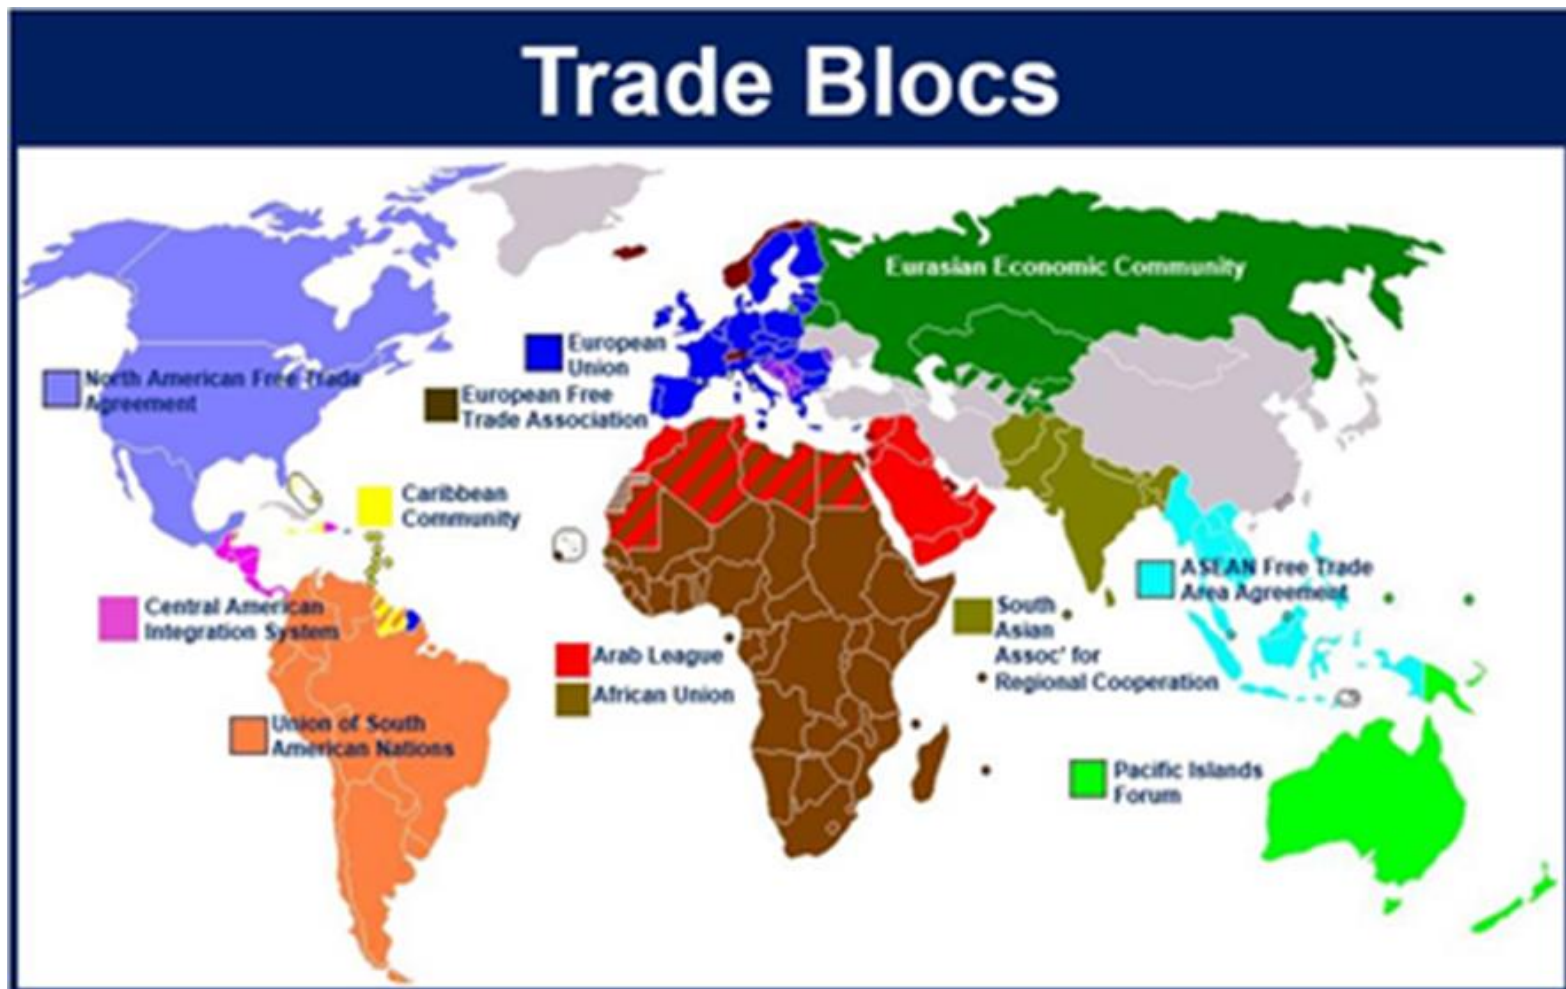 Trade Blocs
Eurasian Economic Community
European
Union
North American Free Trade
Agreement
European Free
Trade Association
Caribbean
Community
ASEAN Free Trade
Area Agreement
Central American
Integration System
South
Asian
Assoc' for
Regional Cooperation
Arab League
African Union
Union of South
American Nations
Pacific Islands
Forum